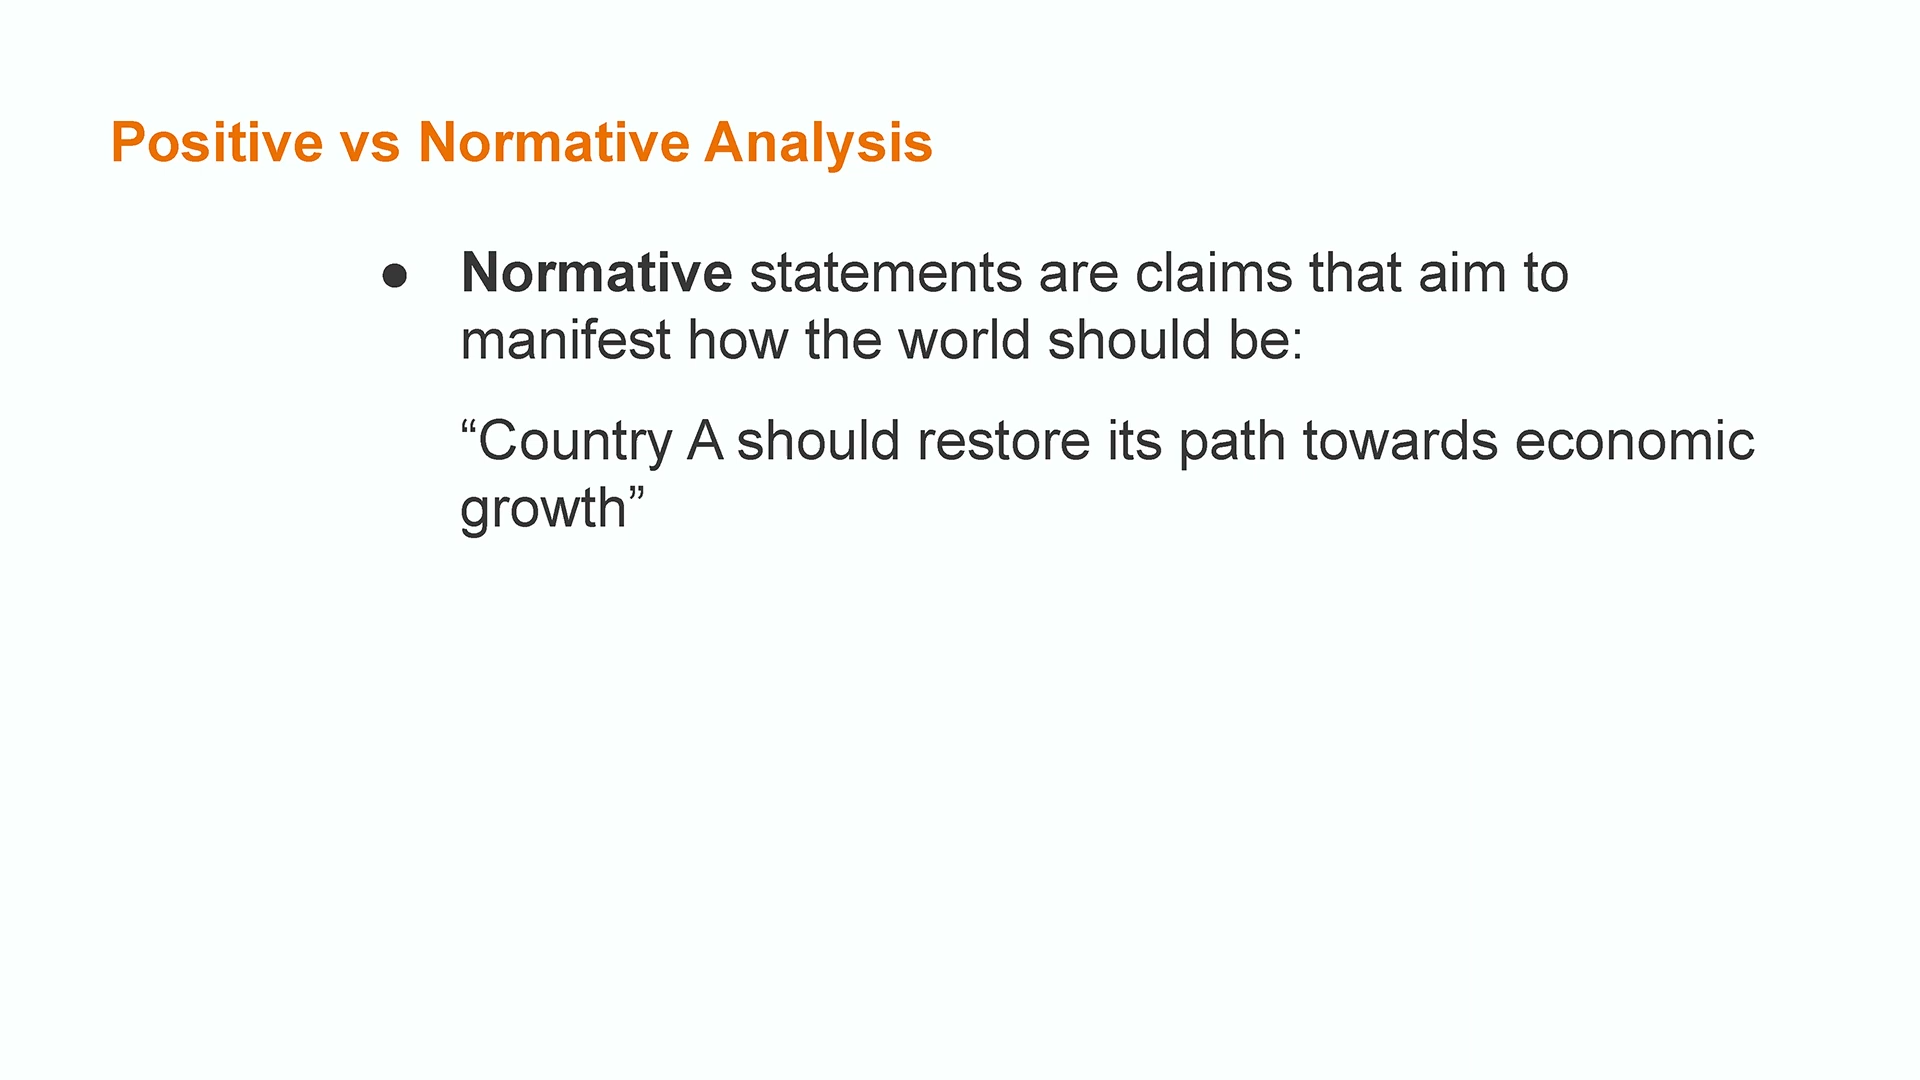 Positive vs Normative Analysis
● Normative statements are claims that aim to
manifest how the world should be:
“Country A should restore its path towards economic
growth”